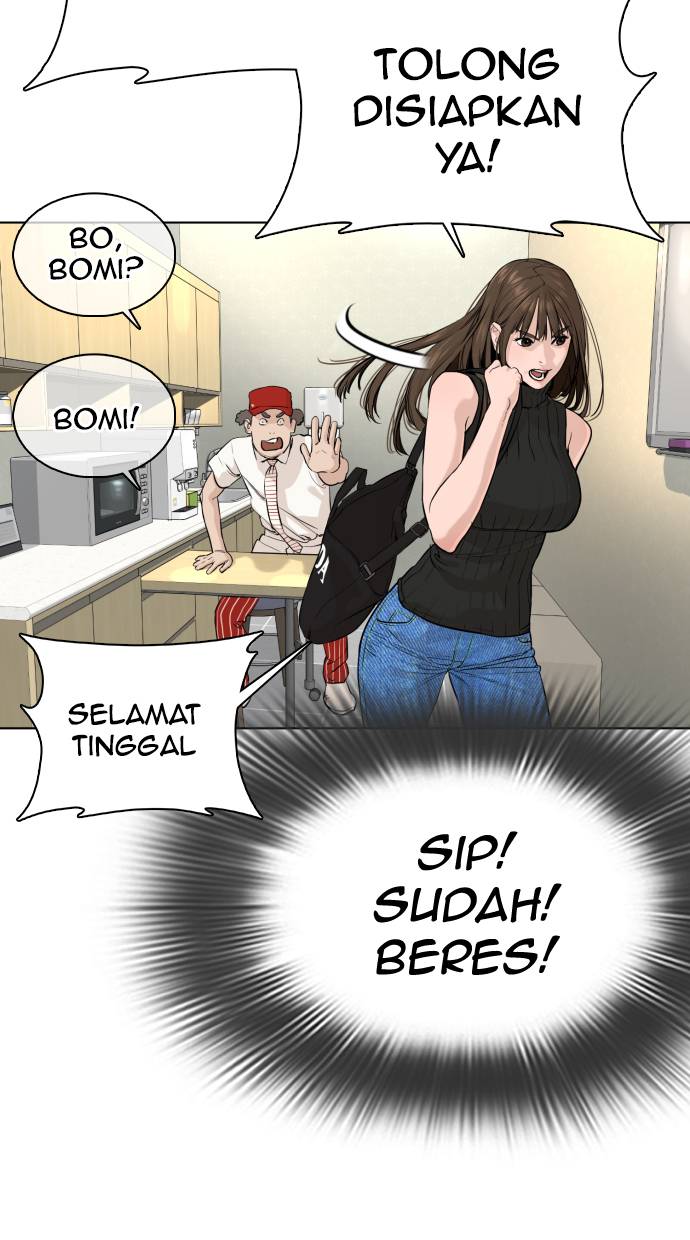 TOLONG
DISIAPKAN
YA!
BO,
BOMI?
BOMI!
SELAMAT
TINGGAL
SIP!
SUDAH!
BERES!